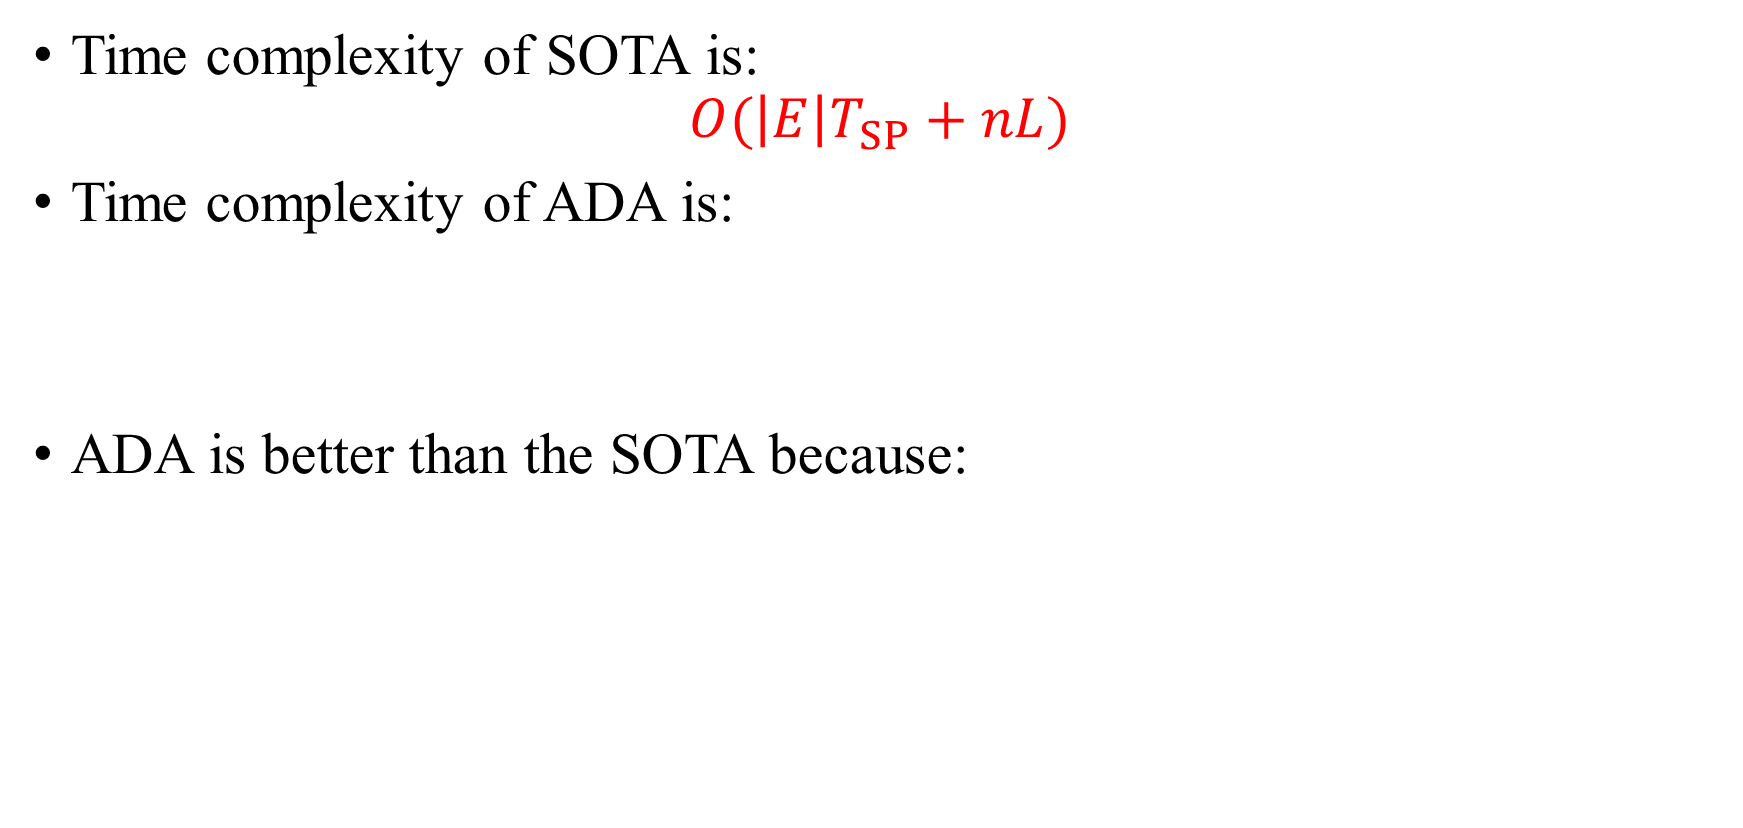 • Time complexity of SOTA is:
O(|E|T_SP + nL)
• Time complexity of ADA is:
• ADA is better than the SOTA because: